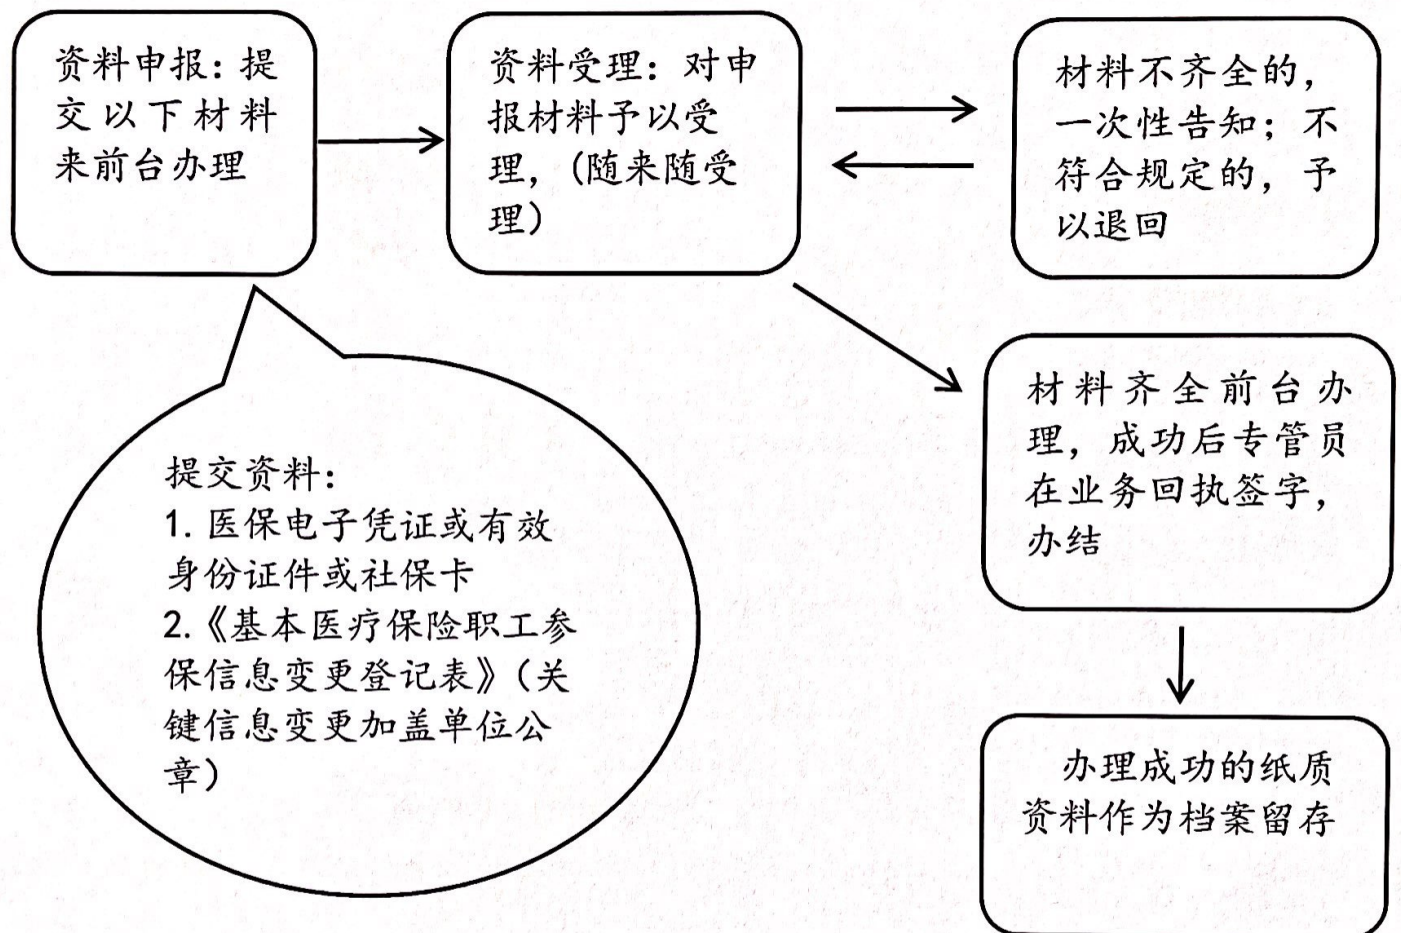 资料申报：提
交以下材料
来前台办理
资料受理：对申
报材料予以受
理，（随来随受
理）
材料不齐全的，
一次性告知；不
符合规定的，予
以退回
提交资料：
1. 医保电子凭证或有效
身份证件或社保卡
2.《基本医疗保险职工参
保信息变更登记表》（关
键信息变更加盖单位公
章）
材料齐全前台办
理，成功后专管员
在业务回执签字，
办结
办理成功的纸质
资料作为档案留存